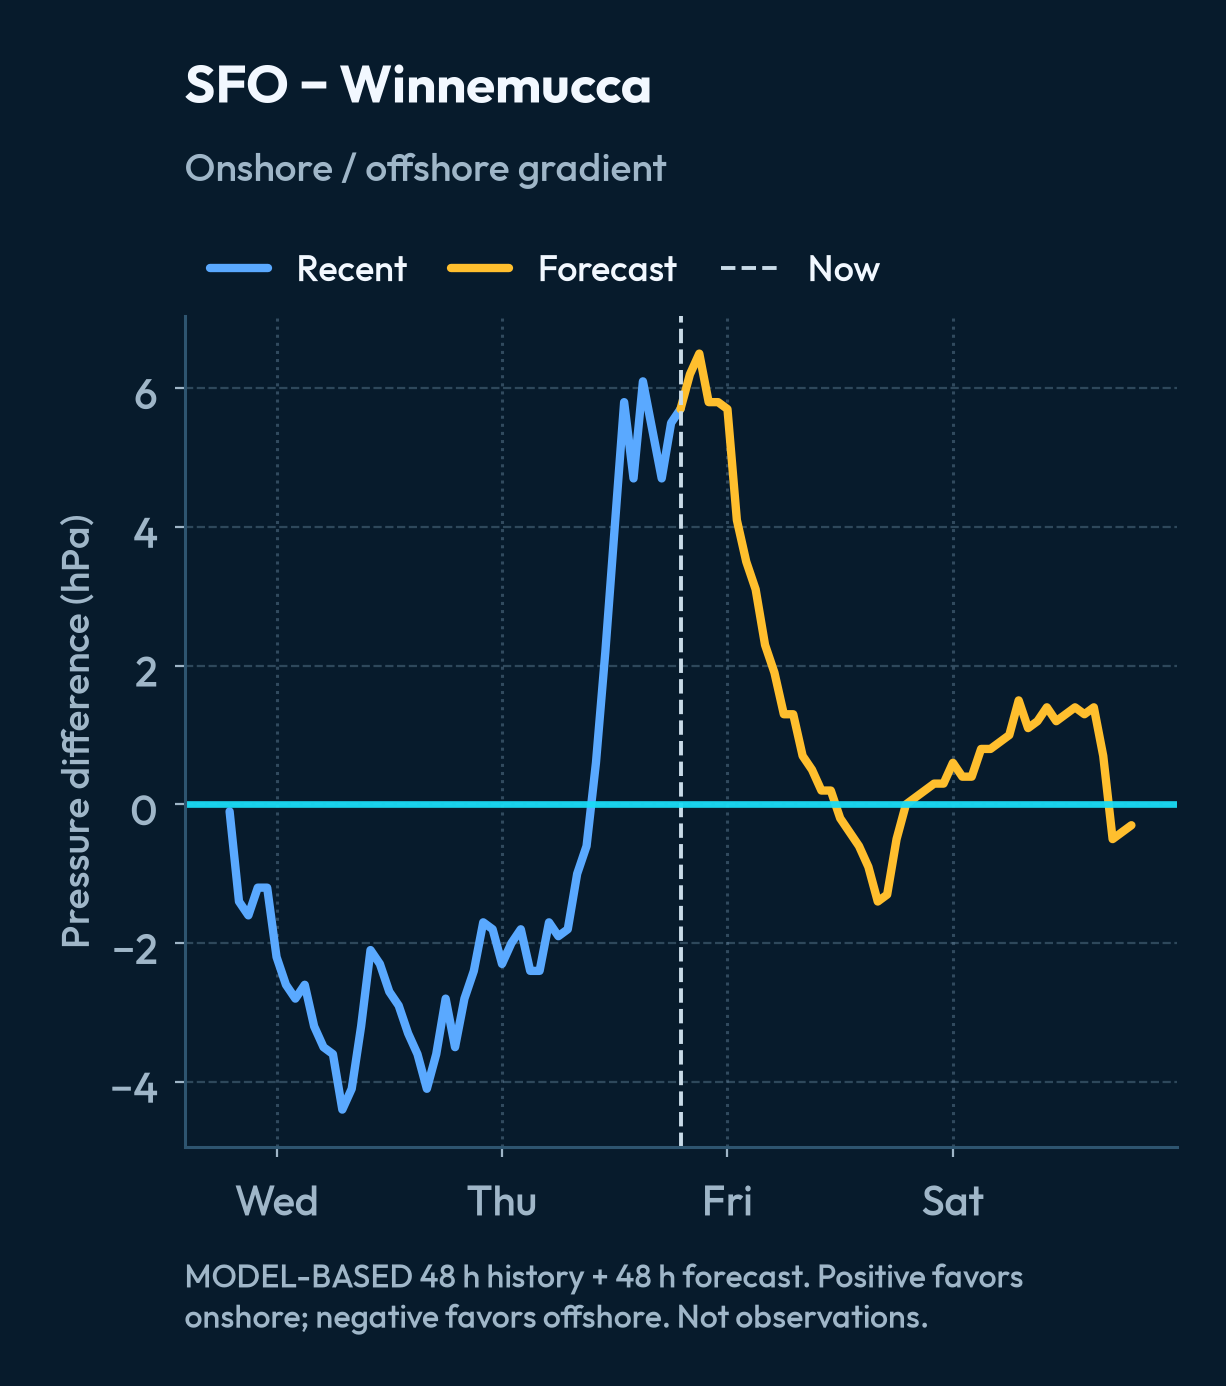 SFO – Winnemucca
Onshore / offshore gradient
Recent Forecast Now
Pressure difference (hPa)
6
4
2
0
−2
−4
Wed Thu Fri Sat
MODEL-BASED 48 h history + 48 h forecast. Positive favors
onshore; negative favors offshore. Not observations.